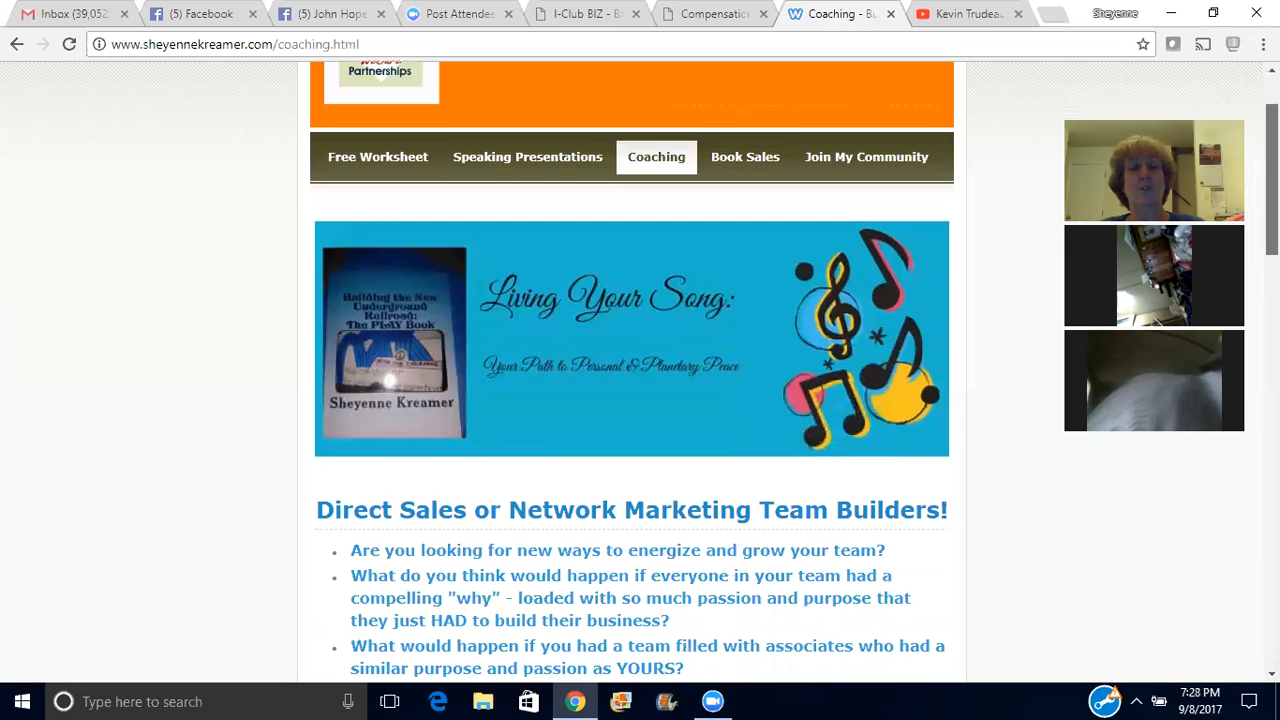 M Gmail (39,052
(5) Facebook
(5) John Hope
Post Attendee
I-Club BIZ - B
Compensation
Coaching - Bu
Kevin Trudeau
Sheyenne
www.sheyennekreamer.com/coaching.html
Partnerships
Free Worksheet
Speaking Presentations
Coaching
Book Sales
Join My Community
Building the New
Underground
Railroad:
The PLAY Book
Sheyenne Kreamer
Living Your Song:
Your Path to Personal & Planetary Peace
Direct Sales or Network Marketing Team Builders!
• Are you looking for new ways to energize and grow your team?
• What do you think would happen if everyone in your team had a
compelling "why" - loaded with so much passion and purpose that
they just HAD to build their business?
• What would happen if you had a team filled with associates who had a
similar purpose and passion as YOURS?
Type here to search
7:28 PM
9/8/2017